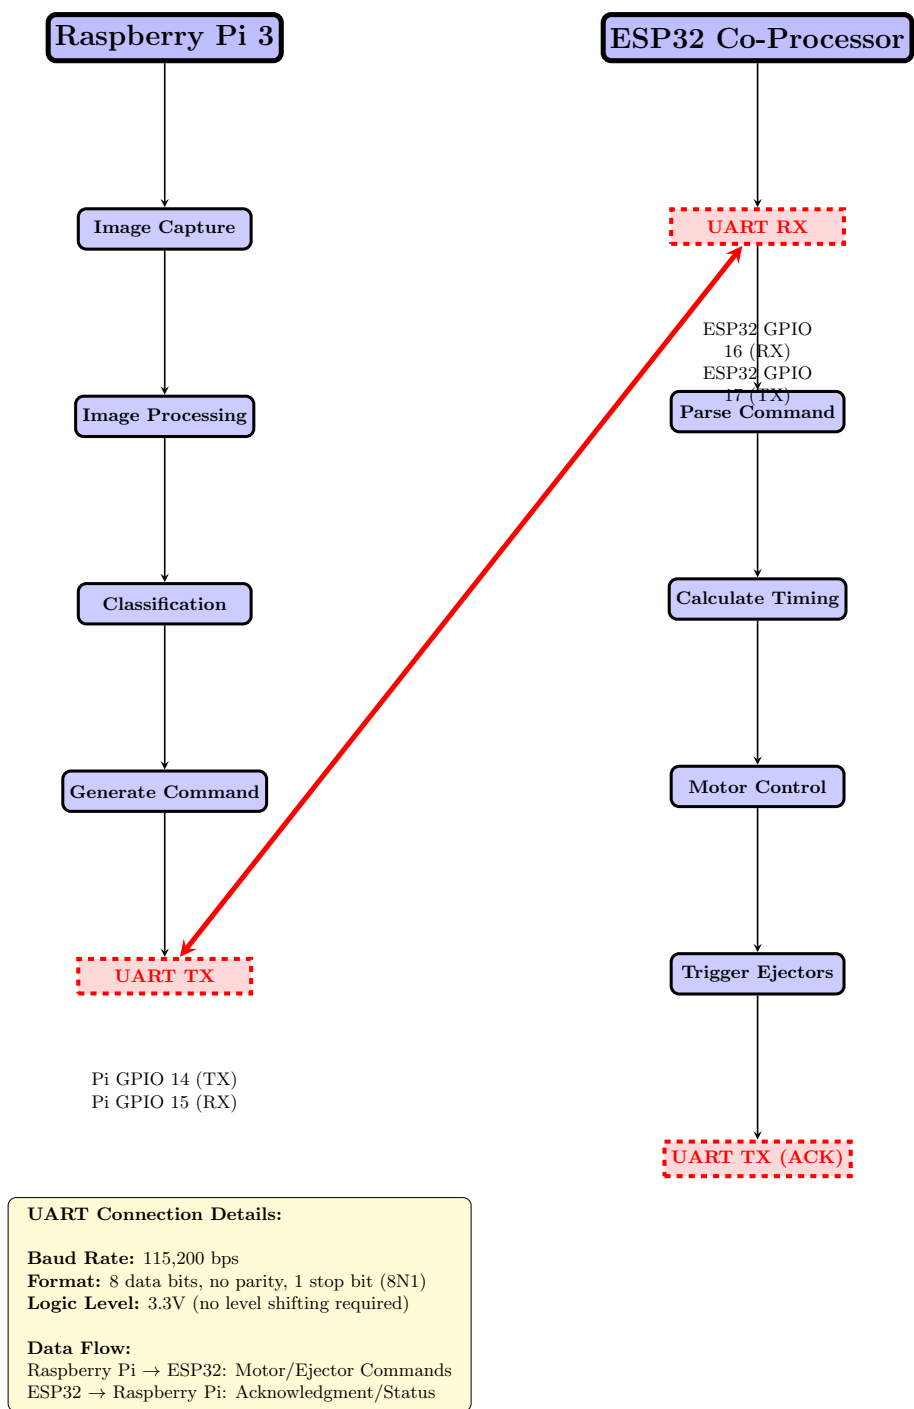 Raspberry Pi 3
ESP32 Co-Processor
Image Capture
UART RX
ESP32 GPIO
16 (RX)
ESP32 GPIO
17 (TX)
Image Processing
Parse Command
Classification
Calculate Timing
Generate Command
Motor Control
UART TX
Trigger Ejectors
Pi GPIO 14 (TX)
Pi GPIO 15 (RX)
UART TX (ACK)
UART Connection Details:
Baud Rate: 115,200 bps
Format: 8 data bits, no parity, 1 stop bit (8N1)
Logic Level: 3.3V (no level shifting required)
Data Flow:
Raspberry Pi → ESP32: Motor/Ejector Commands
ESP32 → Raspberry Pi: Acknowledgment/Status